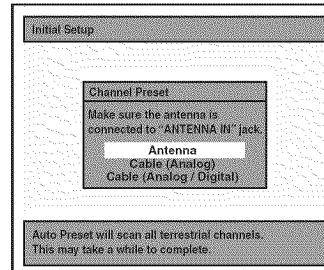 Initial Setup
Channel Preset
Make sure the antenna is
connected to "ANTENNA IN" jack.
Antenna
Cable (Analog)
Cable (Analog / Digital)
Auto Preset will scan all terrestrial channels.
This may take a while to complete.